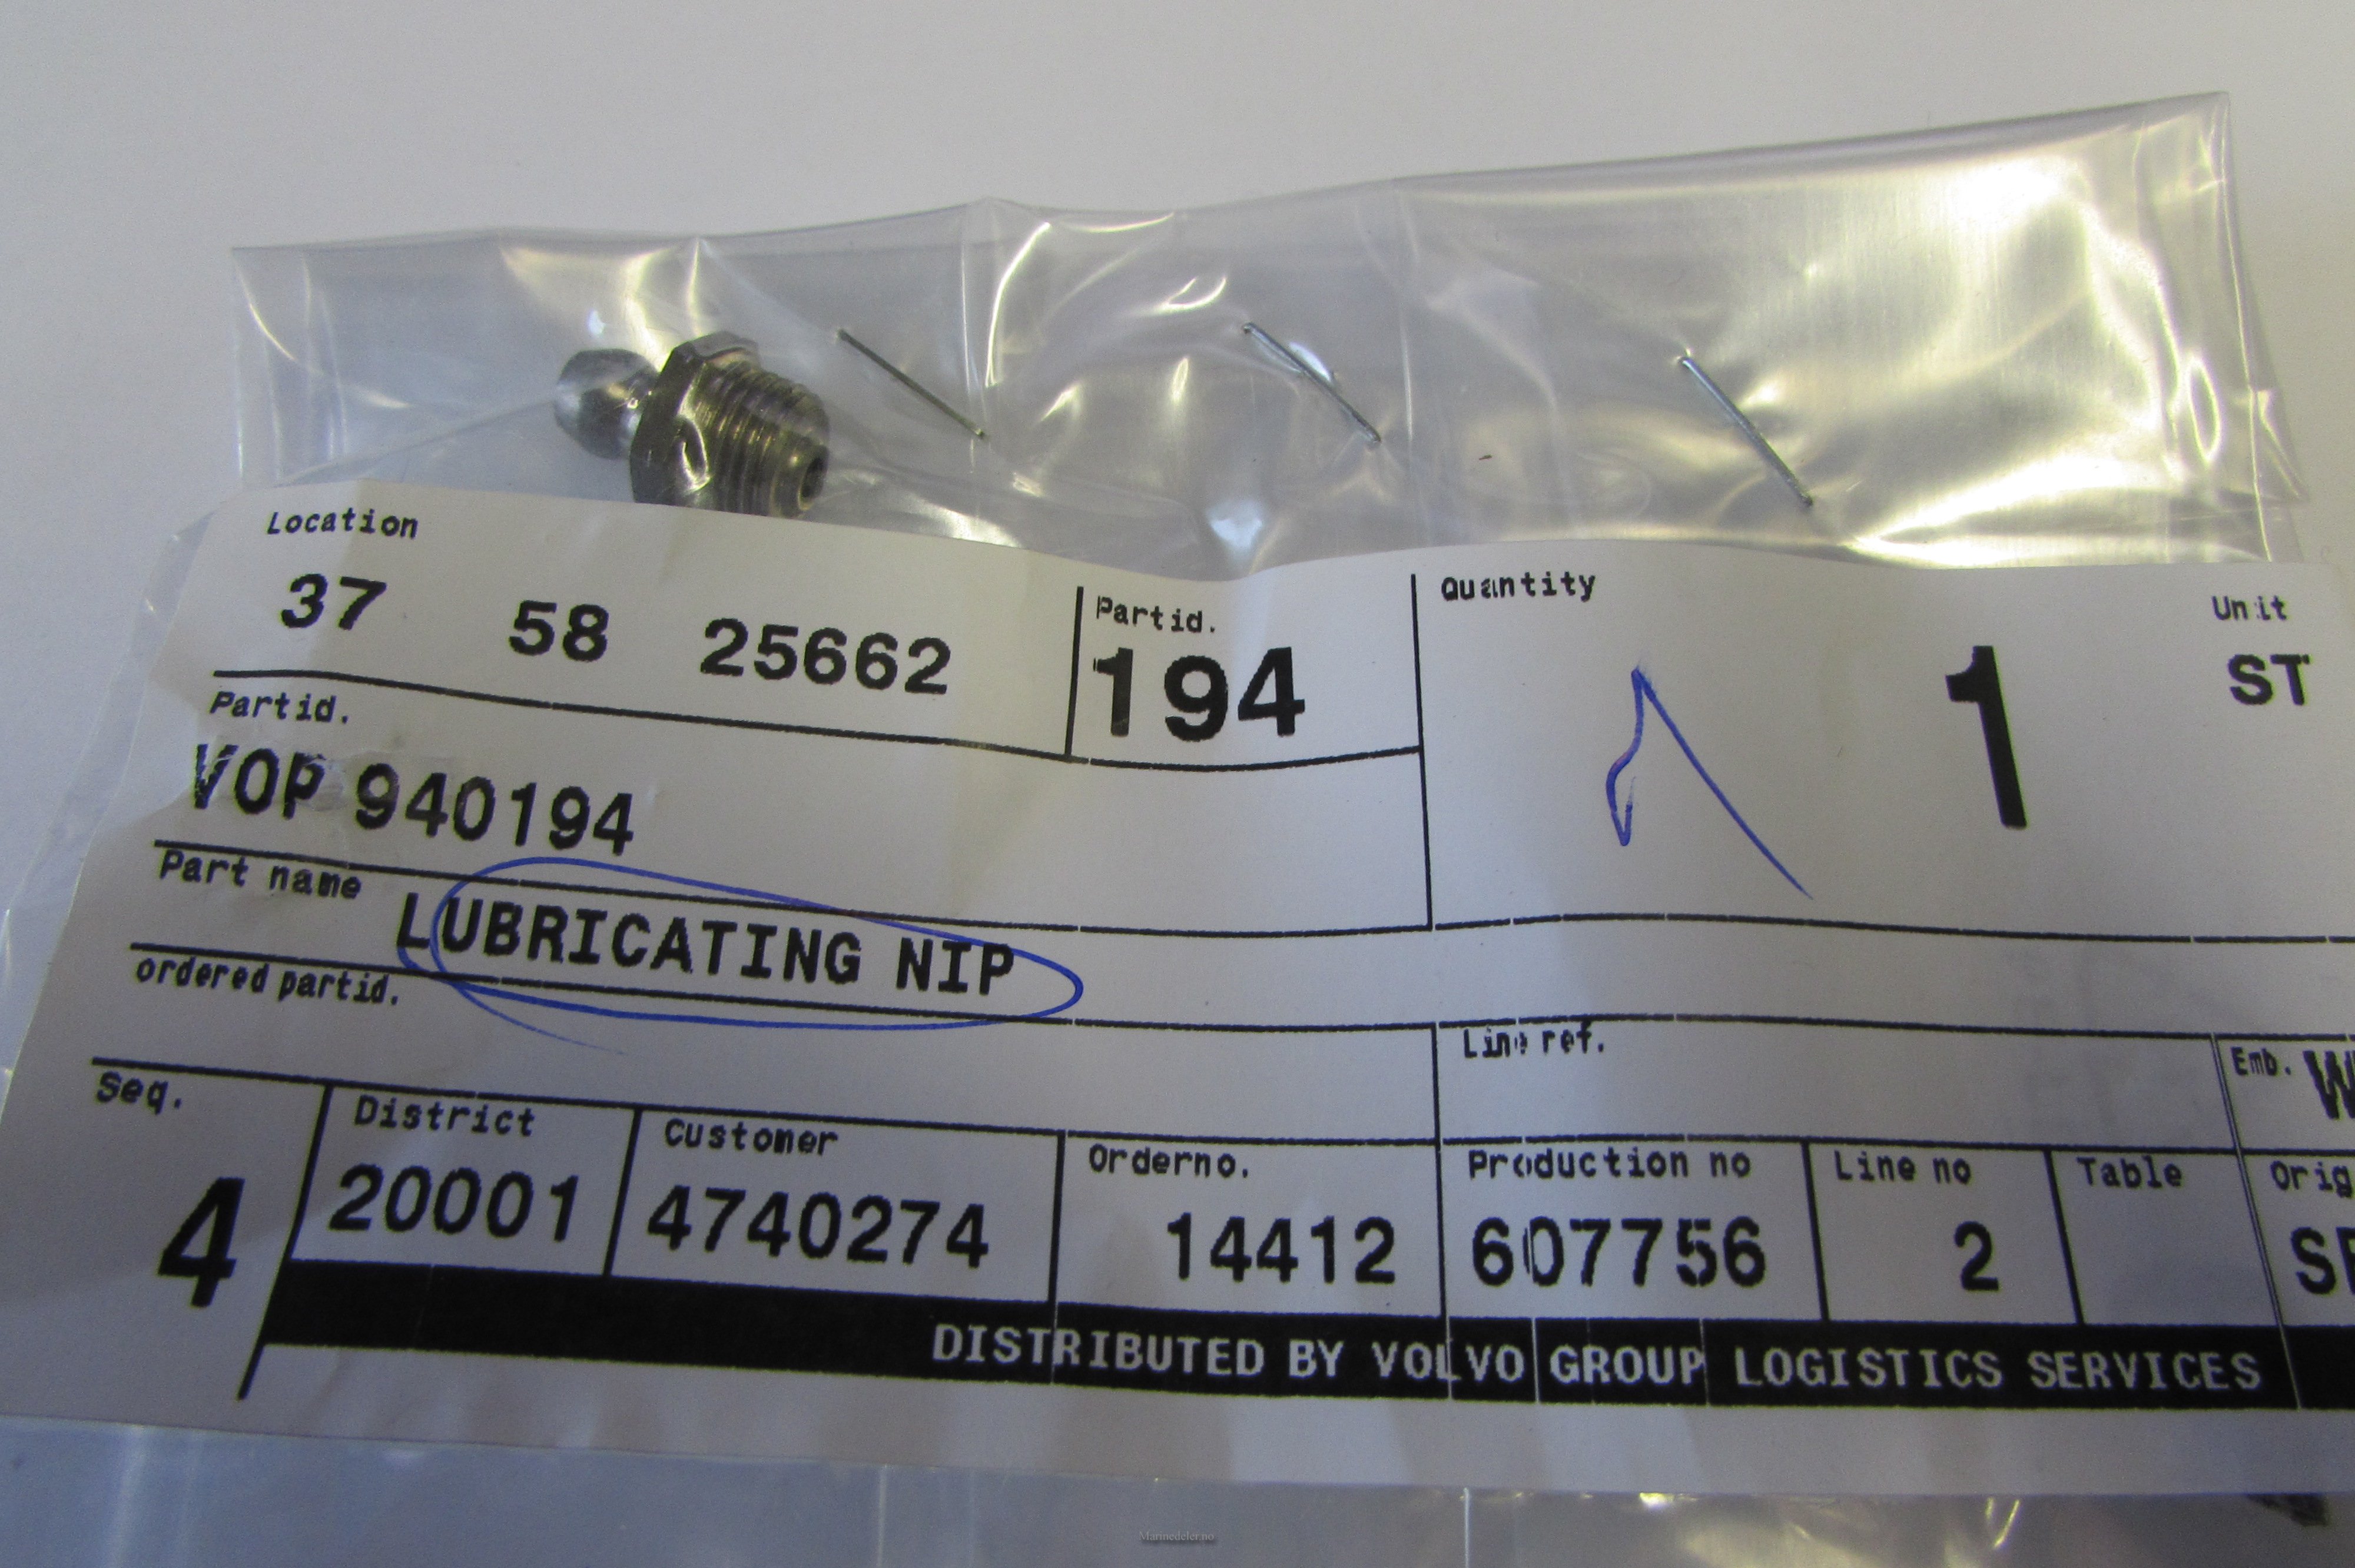 Location
37 58 25662
Partid.
194
Quantity
1
Unit
ST
Partid.
VOP 940194
Part name
LUBRICATING NIP
ordered partid.
Line ref.
Emb.
Seq.
4
District
20001
Customer
4740274
Orderno.
14412
Production no
607756
Line no
2
Table
DISTRIBUTED BY VOLVO GROUP LOGISTICS SERVICES
Marinedeler.no